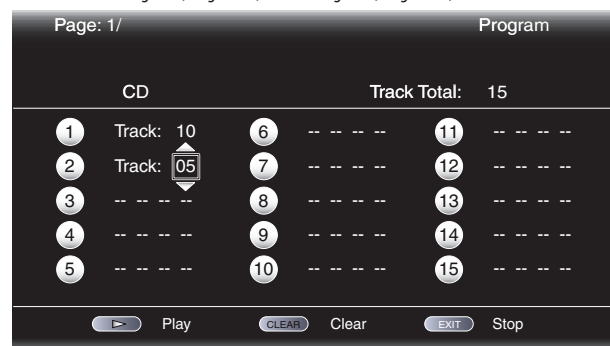 Page: 1/ Program
CD Track Total: 15
1 Track: 10 6 -- -- -- -- 11 -- -- -- --
2 Track: 05 7 -- -- -- -- 12 -- -- -- --
3 -- -- -- -- 8 -- -- -- -- 13 -- -- -- --
4 -- -- -- -- 9 -- -- -- -- 14 -- -- -- --
5 -- -- -- -- 10 -- -- -- -- 15 -- -- -- --
Play CLEAR Clear EXIT Stop